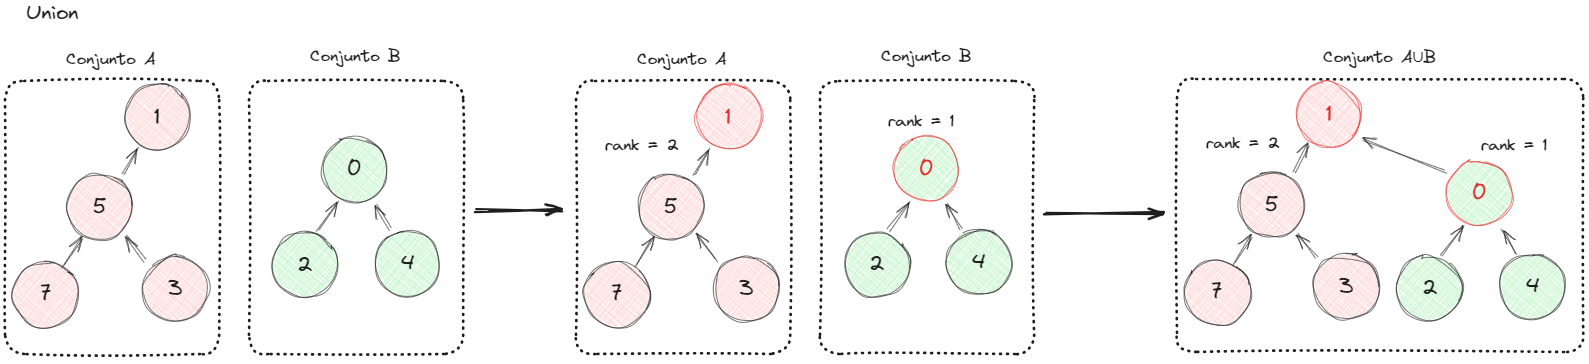 Union
Conjunto A
1
5
7
3
Conjunto B
0
2
4
Conjunto A
rank = 2
1
5
7
3
Conjunto B
rank = 1
0
2
4
Conjunto AUB
rank = 2
1
rank = 1
5
0
7
3
2
4